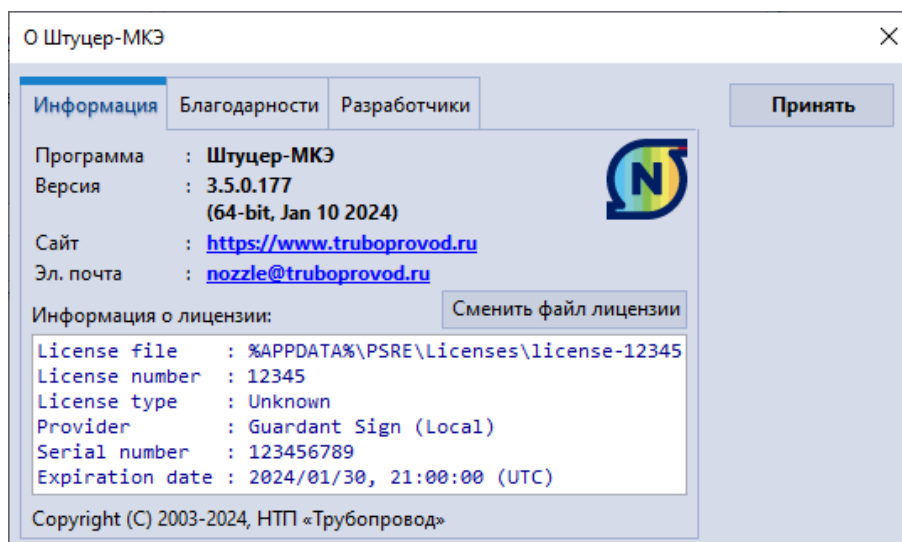 О Штуцер-МКЭ
Информация Благодарности Разработчики Принять
Программа : Штуцер-МКЭ
Версия : 3.5.0.177
(64-bit, Jan 10 2024)
N
Сайт : https://www.truboprovod.ru
Эл. почта : nozzle@truboprovod.ru
Информация о лицензии: Сменить файл лицензии
License file : %APPDATA%\PSRE\Licenses\license-12345
License number : 12345
License type : Unknown
Provider : Guardant Sign (Local)
Serial number : 123456789
Expiration date : 2024/01/30, 21:00:00 (UTC)
Copyright (C) 2003-2024, НТП «Трубопровод»